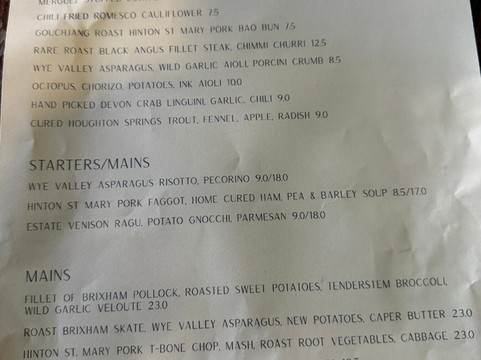 CHILI FRIED ROMESCO CAULIFLOWER 7.5
GOUCHJANG ROAST HINTON ST MARY PORK BAO BUN 7.5
RARE ROAST BLACK ANGUS FILLET STEAK, CHIMMI CHURRI 12.5
WYE VALLEY ASPARAGUS, WILD GARLIC AIOLI, PORCINI CRUMB 8.5
OCTOPUS, CHORIZO, POTATOES, INK AIOLI 10.0
HAND PICKED DEVON CRAB LINGUINI, GARLIC, CHILI 9.0
CURED HOUGHTON SPRINGS TROUT, FENNEL, APPLE, RADISH 9.0
STARTERS/MAINS
WYE VALLEY ASPARAGUS RISOTTO, PECORINO 9.0/18.0
HINTON ST MARY PORK FAGGOT, HOME CURED HAM, PEA & BARLEY SOUP 8.5/17.0
ESTATE VENISON RAGU, POTATO GNOCCHI, PARMESAN 9.0/18.0
MAINS
FILLET OF BRIXHAM POLLOCK, ROASTED SWEET POTATOES, TENDERSTEM BROCCOLI,
WILD GARLIC VELOUTE 23.0
ROAST BRIXHAM SKATE, WYE VALLEY ASPARAGUS, NEW POTATOES, CAPER BUTTER 23.0
HINTON ST. MARY PORK T-BONE CHOP, MASH, ROAST ROOT VEGETABLES, CABBAGE 23.0